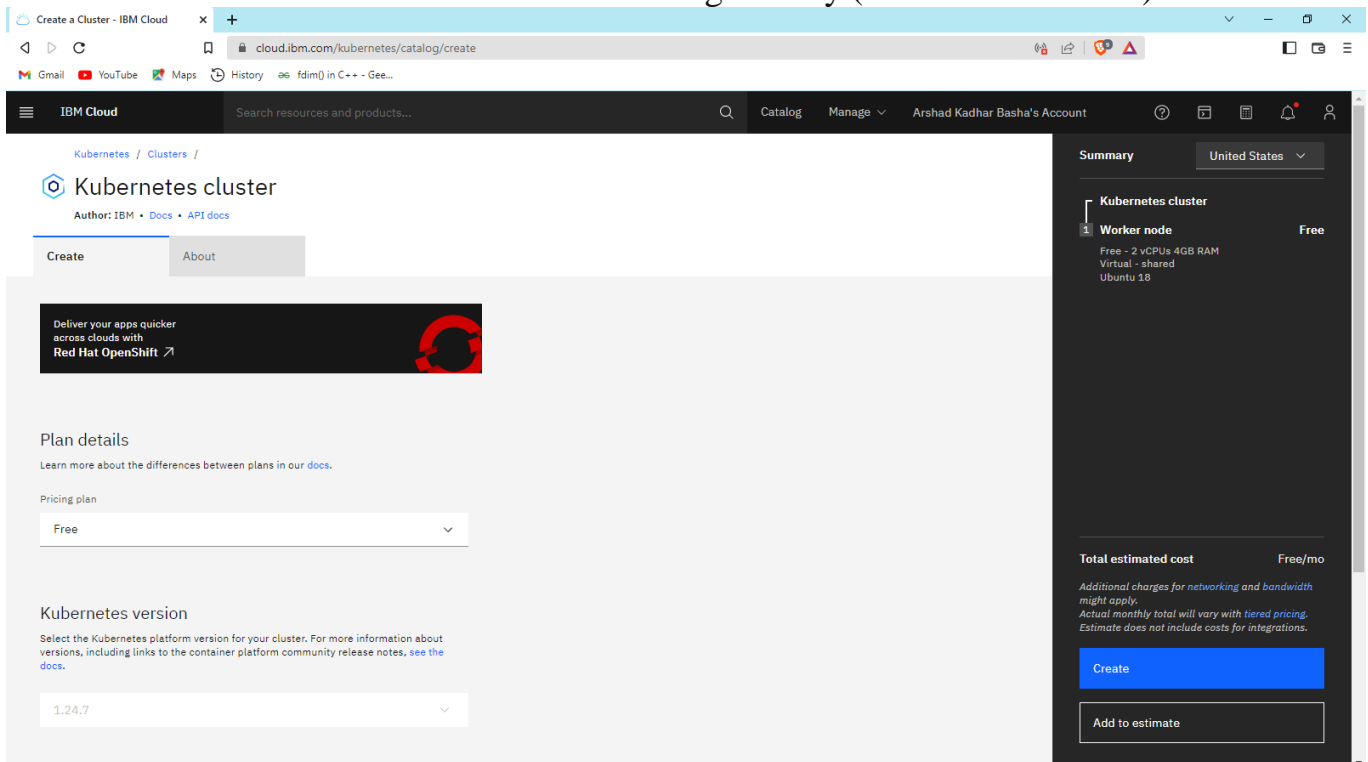 Create a Cluster - IBM Cloud
cloud.ibm.com/kubernetes/catalog/create
Gmail YouTube Maps History fdim() in C++ - Gee...
IBM Cloud Search resources and products... Catalog Manage Arshad Kadhar Basha's Account
Kubernetes / Clusters /
Kubernetes cluster
Author: IBM • Docs • API docs
Create About
Deliver your apps quicker
across clouds with
Red Hat OpenShift
Plan details
Learn more about the differences between plans in our docs.
Pricing plan
Free
Kubernetes version
Select the Kubernetes platform version for your cluster. For more information about
versions, including links to the container platform community release notes, see the
docs.
1.24.7
Summary United States
Kubernetes cluster
1 Worker node Free
Free - 2 vCPUs 4GB RAM
Virtual - shared
Ubuntu 18
Total estimated cost Free/mo
Additional charges for networking and bandwidth
might apply.
Actual monthly total will vary with tiered pricing.
Estimate does not include costs for integrations.
Create
Add to estimate